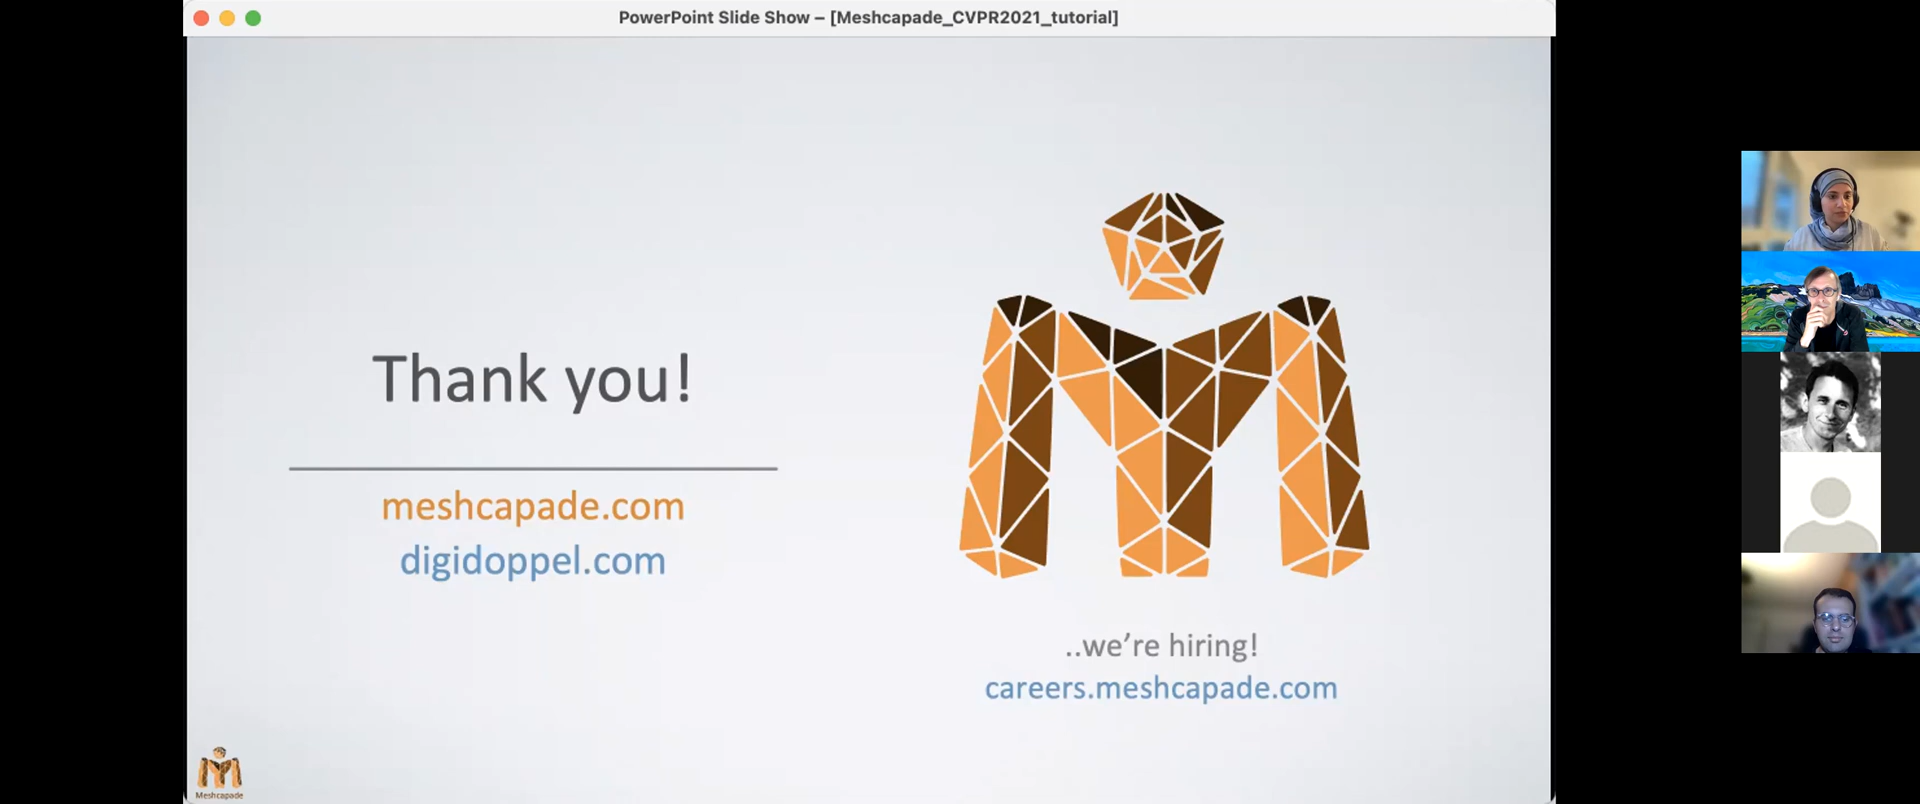 PowerPoint Slide Show – [Meshcapade_CVPR2021_tutorial]
Thank you!
meshcapade.com
digidoppel.com
..we’re hiring!
careers.meshcapade.com
Meshcapade